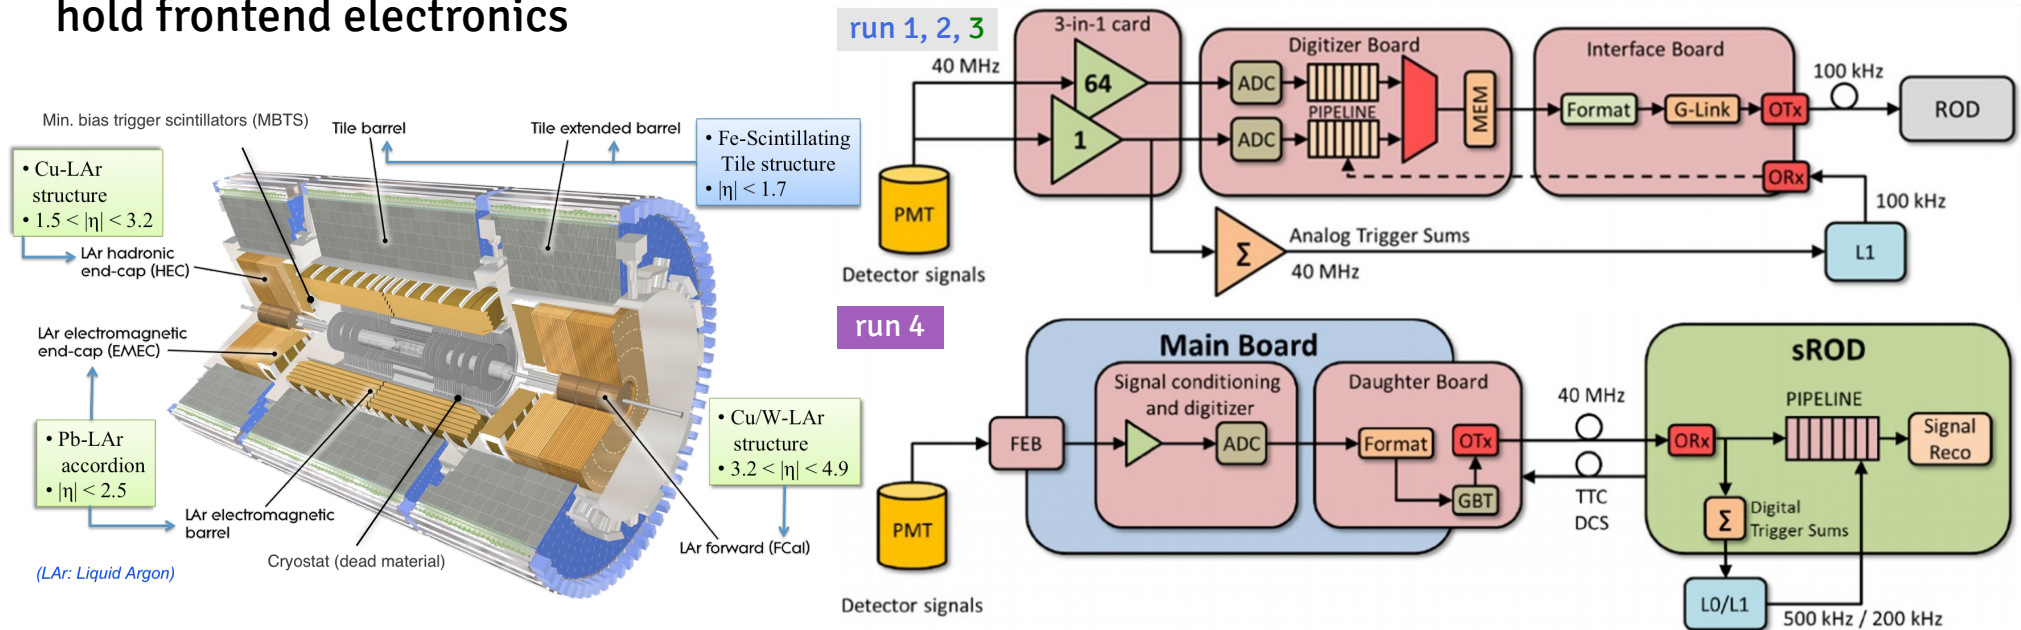 hold frontend electronics
Min. bias trigger scintillators (MBTS)
Tile barrel
Tile extended barrel
• Fe-Scintillating
Tile structure
• |η| < 1.7
• Cu-LAr
structure
• 1.5 < |η| < 3.2
LAr hadronic
end-cap (HEC)
LAr electromagnetic
end-cap (EMEC)
• Pb-LAr
accordion
• |η| < 2.5
LAr electromagnetic
barrel
Cryostat (dead material)
(LAr: Liquid Argon)
• Cu/W-LAr
structure
• 3.2 < |η| < 4.9
LAr forward (FCal)
run 1, 2, 3
3-in-1 card
40 MHz
64
1
PMT
Detector signals
Digitizer Board
ADC
PIPELINE
ADC
MEM
Interface Board
Format
G-Link
OTx
ORx
100 kHz
ROD
100 kHz
L1
Σ
Analog Trigger Sums
40 MHz
run 4
Main Board
Signal conditioning
and digitizer
FEB
ADC
Daughter Board
Format
OTx
GBT
PMT
Detector signals
40 MHz
TTC
DCS
sROD
PIPELINE
ORx
Signal
Reco
Σ
Digital
Trigger Sums
L0/L1
500 kHz / 200 kHz